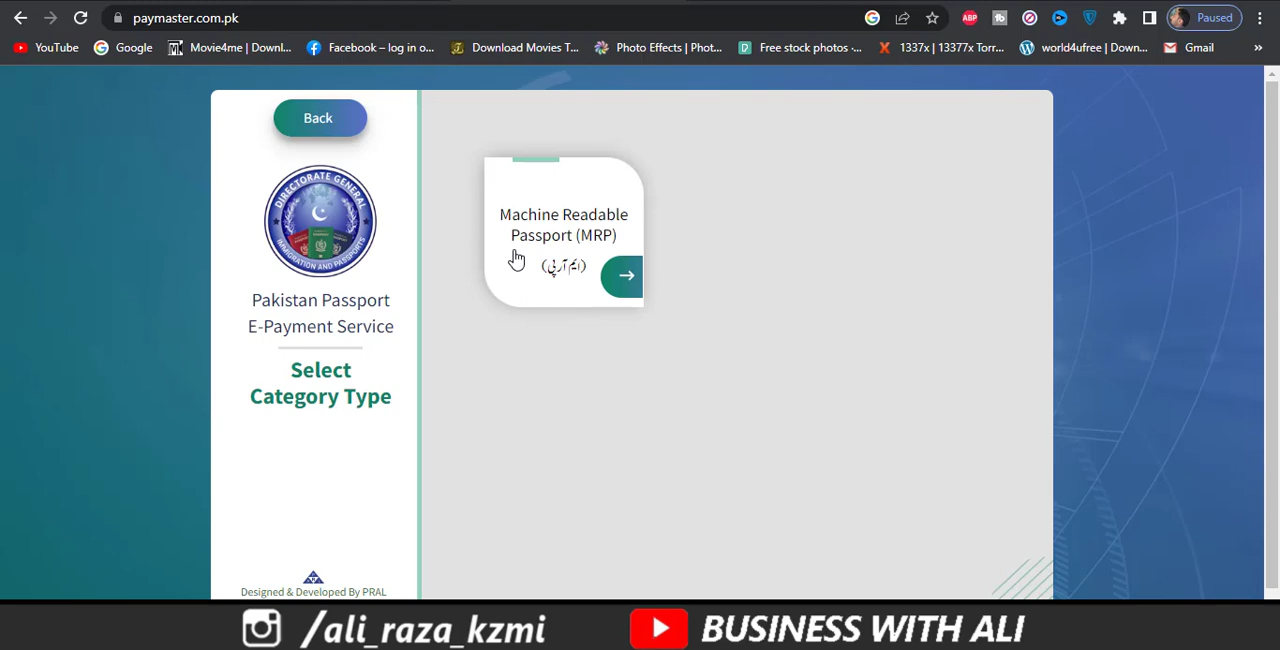 paymaster.com.pk
ABP
Paused
YouTube
Google
Movie4me | Downl...
Facebook – log in o...
Download Movies T...
Photo Effects | Phot...
Free stock photos -...
1337x | 13377x Torr...
world4ufree | Down...
Gmail
»
Back
DIRECTORATE GENERAL
IMMIGRATION AND PASSPORTS
Pakistan Passport
E-Payment Service
Select
Category Type
Designed & Developed By PRAL
Machine Readable
Passport (MRP)
(ایم آر پی)
/ali_raza_kzmi
BUSINESS WITH ALI